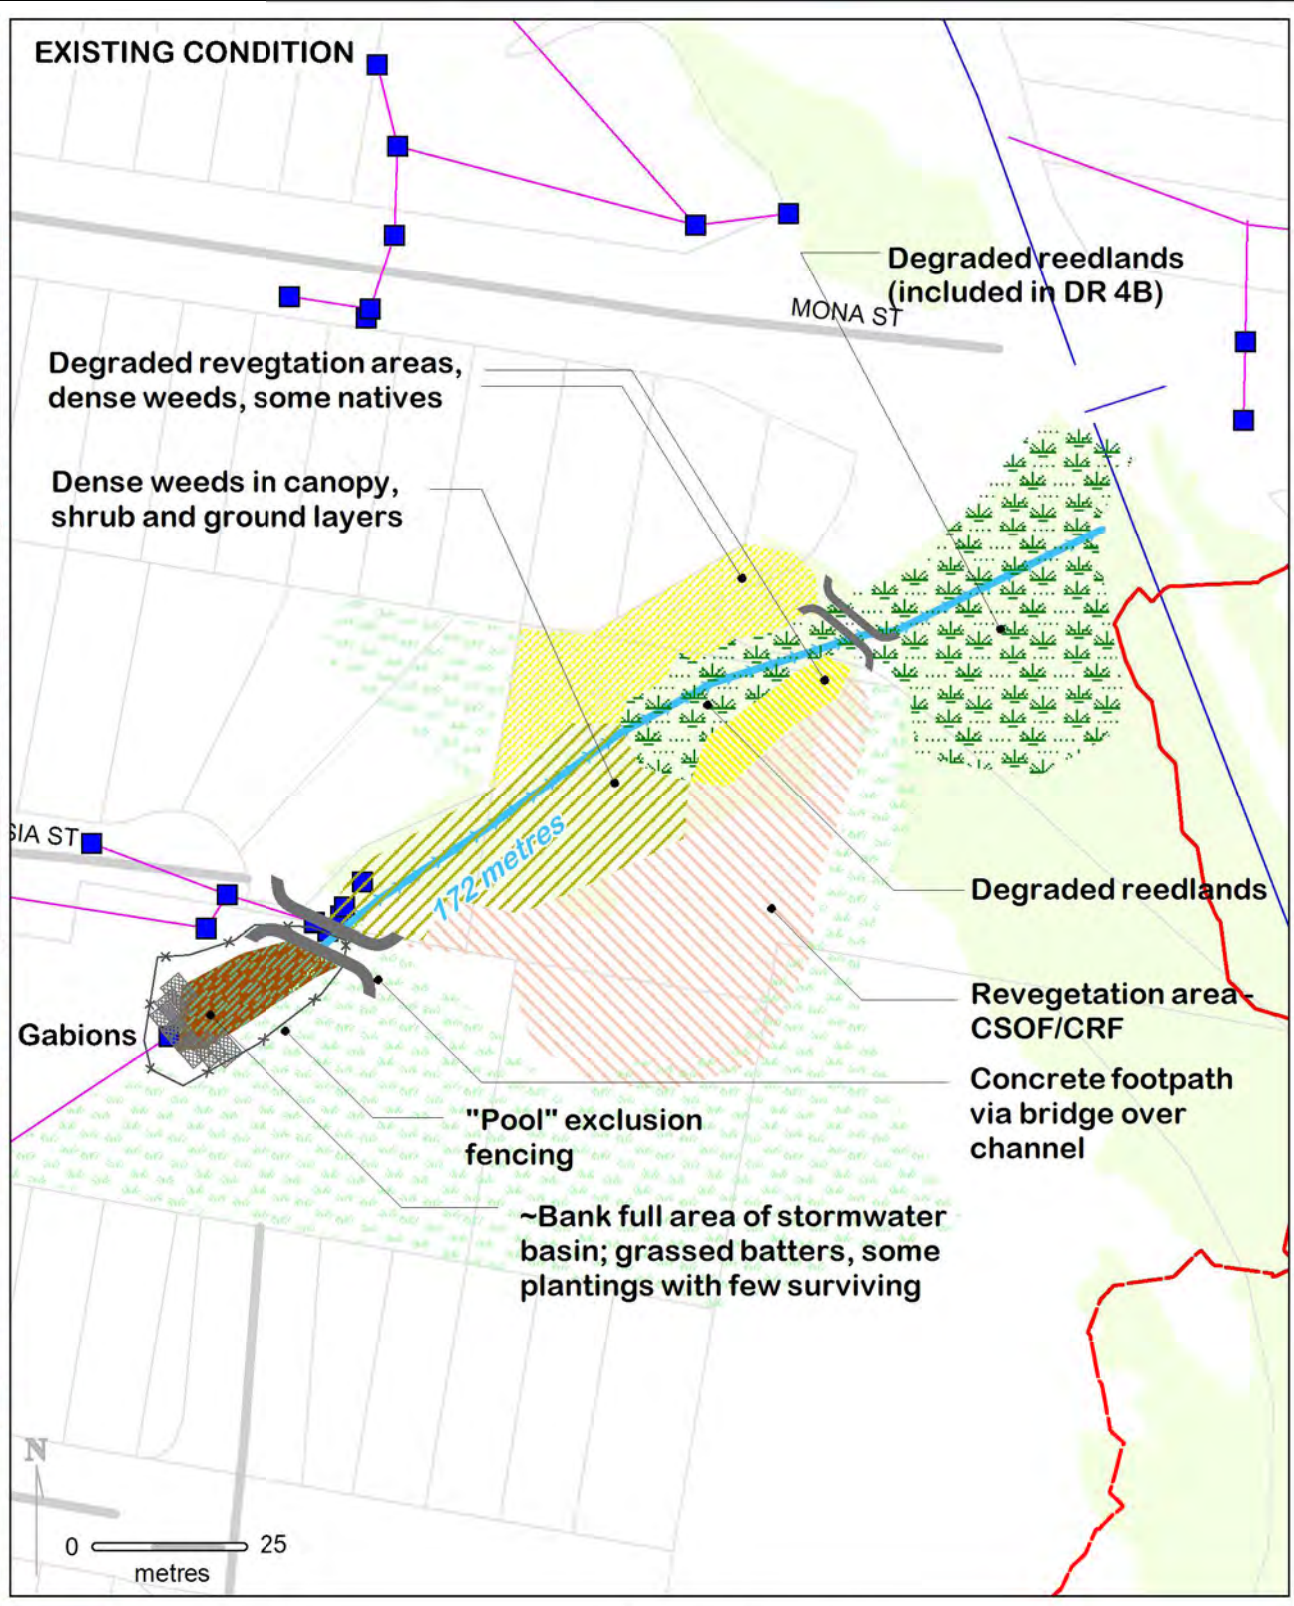 EXISTING CONDITION
Degraded reedlands
(included in DR 4B)
MONA ST
Degraded revegtation areas,
dense weeds, some natives
Dense weeds in canopy,
shrub and ground layers
SIA ST
172 metres
Degraded reedlands
Revegetation area -
CSOF/CRF
Gabions
Concrete footpath
via bridge over
channel
"Pool" exclusion
fencing
~Bank full area of stormwater
basin; grassed batters, some
plantings with few surviving
N
0 25
metres